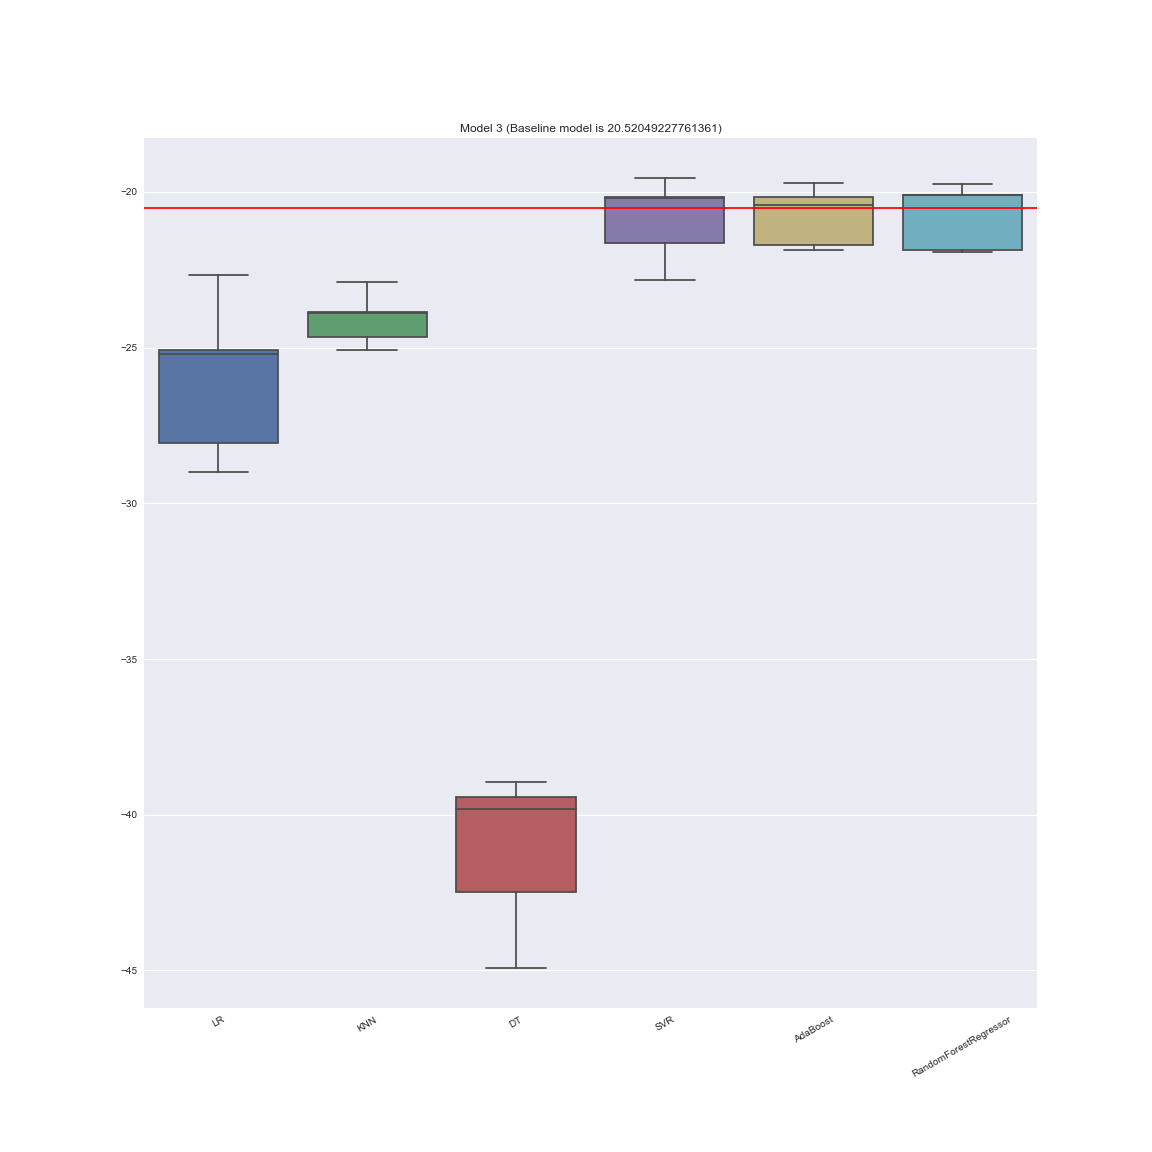 Model 3 (Baseline model is 20.52049227761361)
−20
−25
−30
−35
−40
−45
LR
KNN
DT
SVR
AdaBoost
RandomForestRegressor